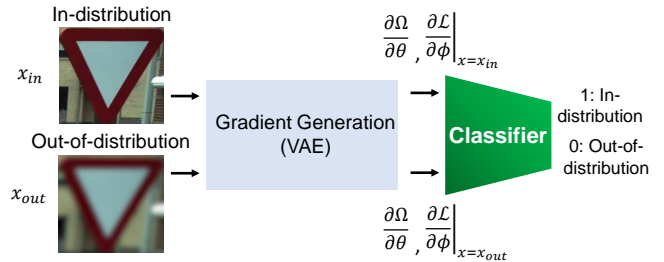 In-distribution
x_in
Out-of-distribution
x_out
Gradient Generation
(VAE)
∂Ω/∂θ , ∂ℒ/∂ϕ|x=x_in
Classifier
∂Ω/∂θ , ∂ℒ/∂ϕ|x=x_out
1: In-
distribution
0: Out-of-
distribution